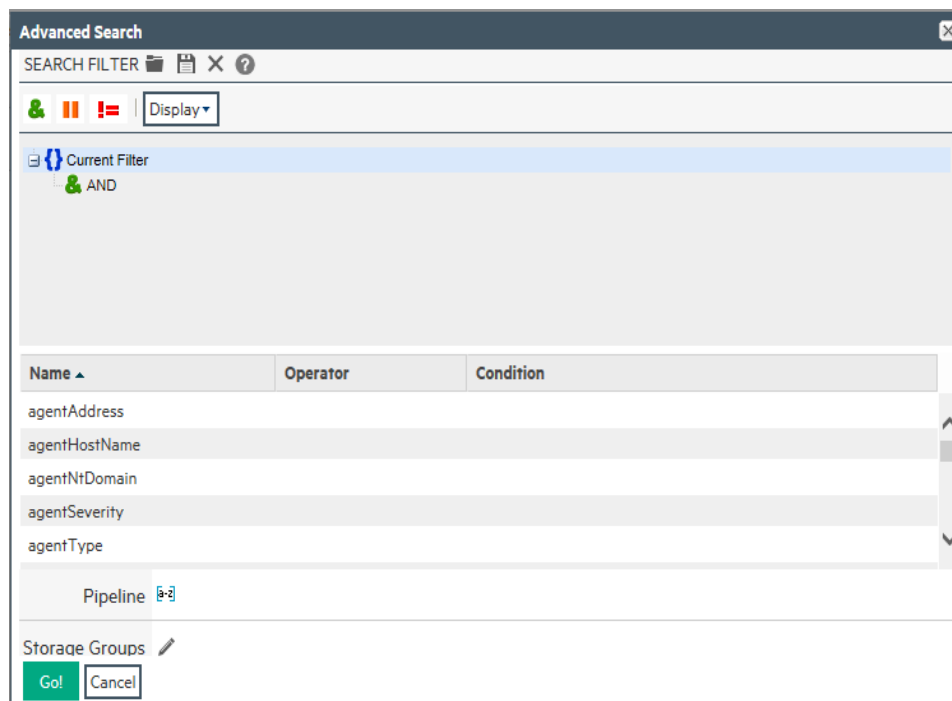 Advanced Search
SEARCH FILTER
& || != Display
{} Current Filter
& AND
Name Operator Condition
agentAddress
agentHostName
agentNtDomain
agentSeverity
agentType
Pipeline [a-z]
Storage Groups
Go! Cancel